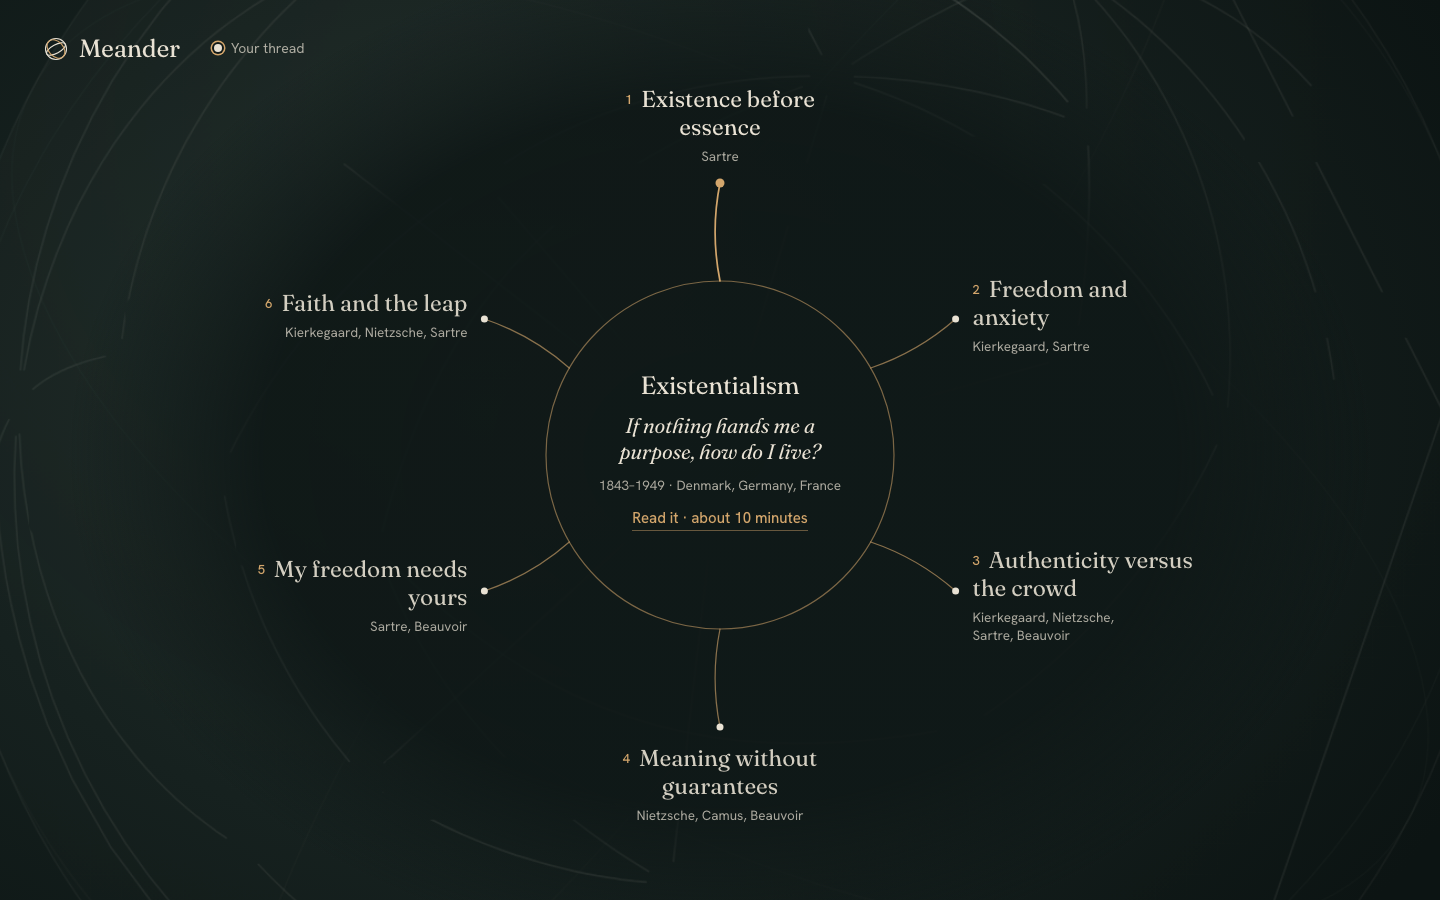 Meander
Your thread
1 Existence before
essence
Sartre
6 Faith and the leap
Kierkegaard, Nietzsche, Sartre
2 Freedom and
anxiety
Kierkegaard, Sartre
Existentialism
If nothing hands me a
purpose, how do I live?
1843–1949 · Denmark, Germany, France
Read it · about 10 minutes
5 My freedom needs
yours
Sartre, Beauvoir
3 Authenticity versus
the crowd
Kierkegaard, Nietzsche,
Sartre, Beauvoir
4 Meaning without
guarantees
Nietzsche, Camus, Beauvoir